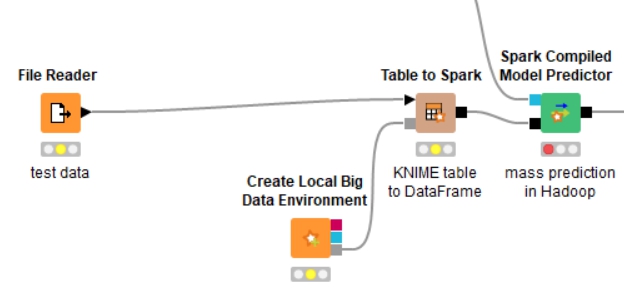 Spark Compiled
Model Predictor
File Reader
Table to Spark
test data
KNIME table
to DataFrame
mass prediction
in Hadoop
Create Local Big
Data Environment